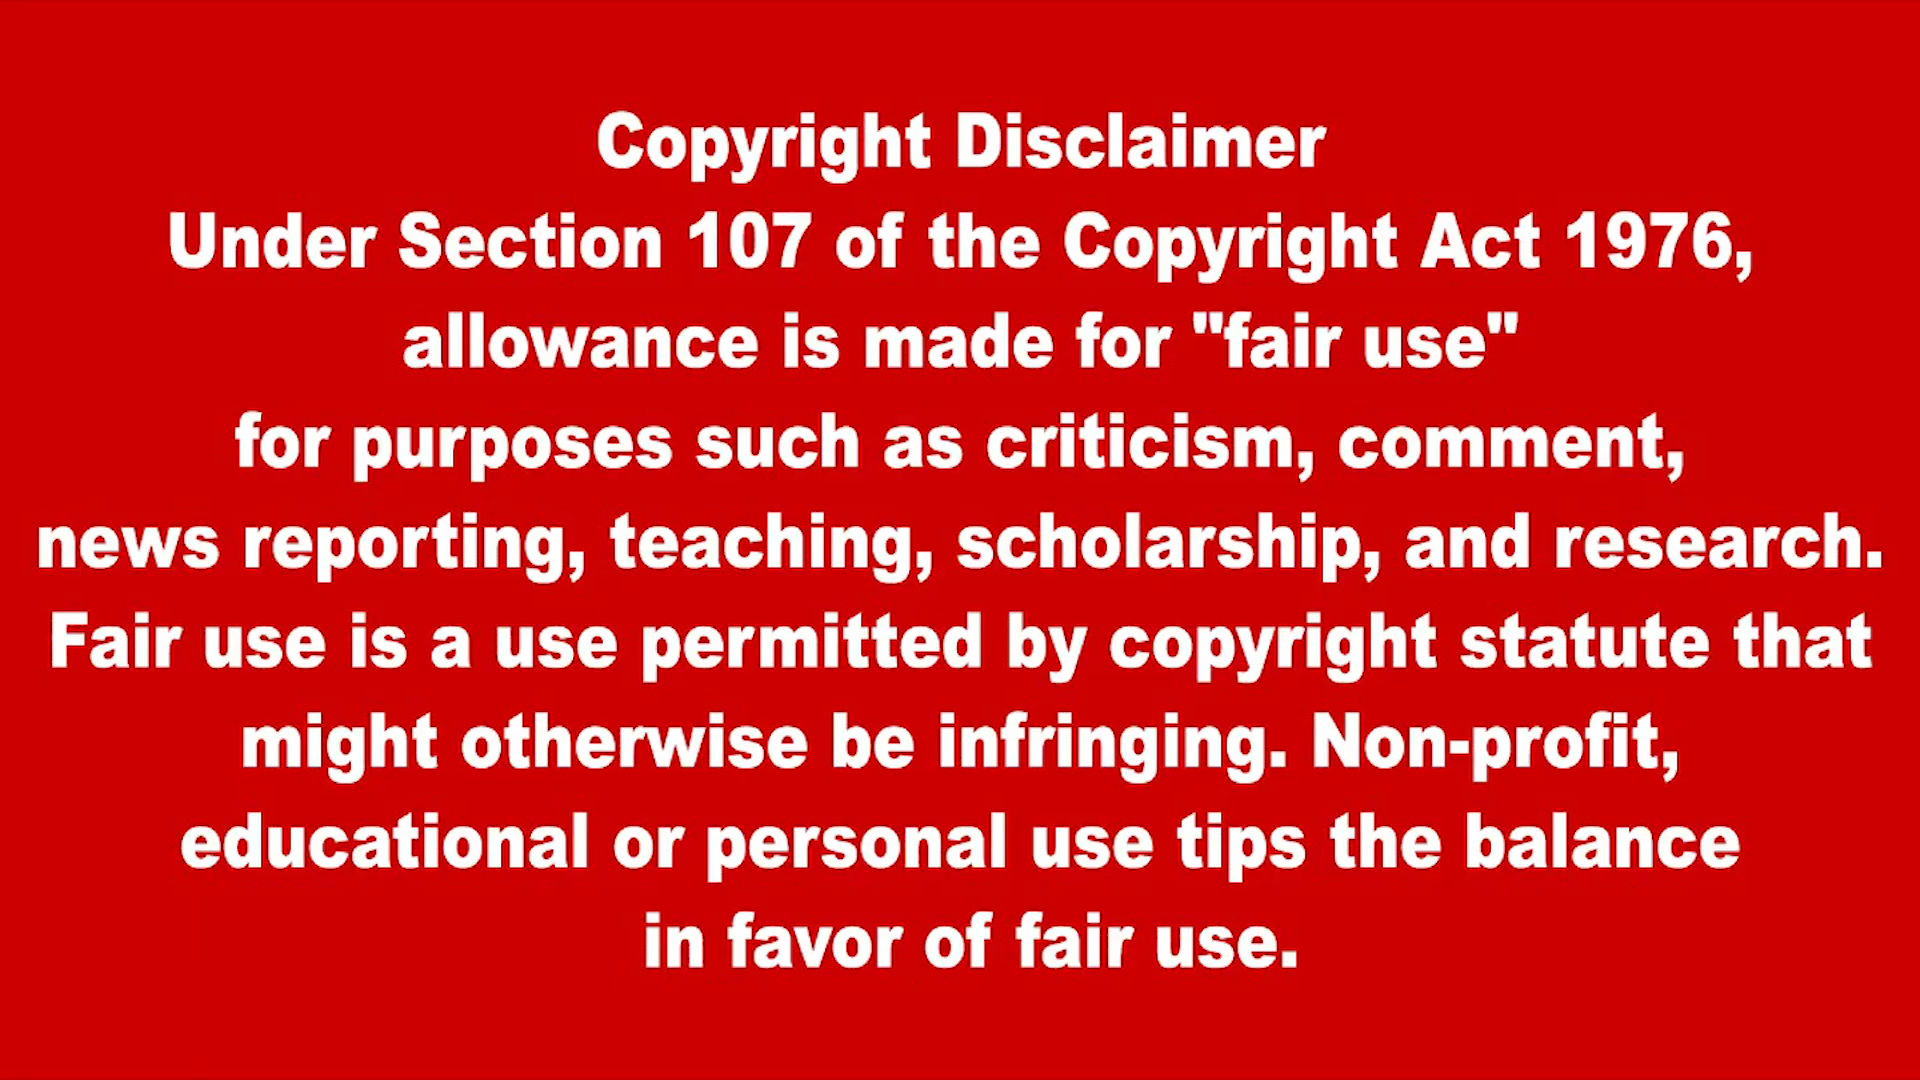 Copyright Disclaimer
Under Section 107 of the Copyright Act 1976,
allowance is made for "fair use"
for purposes such as criticism, comment,
news reporting, teaching, scholarship, and research.
Fair use is a use permitted by copyright statute that
might otherwise be infringing. Non-profit,
educational or personal use tips the balance
in favor of fair use.